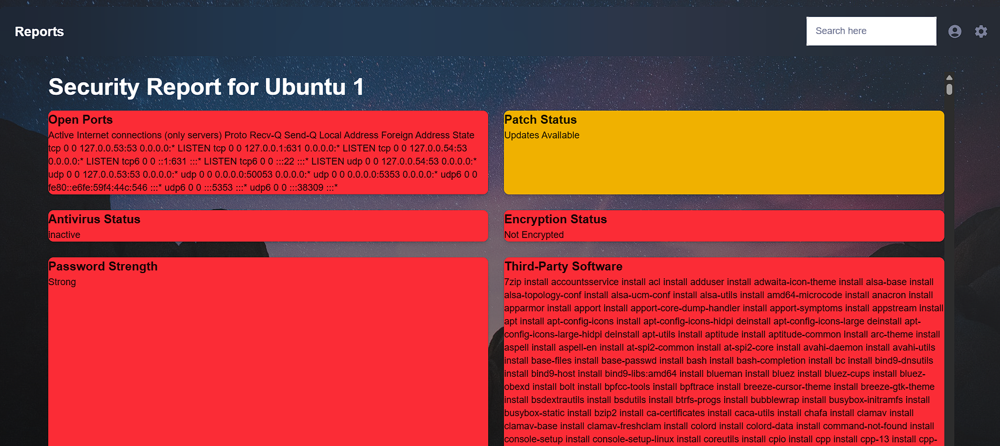 Reports
Search here
Security Report for Ubuntu 1
Open Ports
Active Internet connections (only servers) Proto Recv-Q Send-Q Local Address Foreign Address State
tcp 0 0 127.0.0.53:53 0.0.0.0:* LISTEN tcp 0 0 127.0.0.1:631 0.0.0.0:* LISTEN tcp 0 0 127.0.0.54:53
0.0.0.0:* LISTEN tcp6 0 0 ::1:631 :::* LISTEN tcp6 0 0 :::22 :::* LISTEN udp 0 0 127.0.0.54:53 0.0.0.0:*
udp 0 0 127.0.0.53:53 0.0.0.0:* udp 0 0 0.0.0.0:50053 0.0.0.0:* udp 0 0 0.0.0.0:5353 0.0.0.0:* udp6 0 0
fe80::e6fe:59f4:44c:546 :::* udp6 0 0 :::5353 :::* udp6 0 0 :::38309 :::*
Patch Status
Updates Available
Antivirus Status
inactive
Encryption Status
Not Encrypted
Password Strength
Strong
Third-Party Software
7zip install accountsservice install acl install adduser install adwaita-icon-theme install alsa-base install
alsa-topology-conf install alsa-ucm-conf install alsa-utils install amd64-microcode install anacron install
apparmor install apport install apport-core-dump-handler install apport-symptoms install appstream install
apt install apt-config-icons install apt-config-icons-hidpi deinstall apt-config-icons-large deinstall apt-
config-icons-large-hidpi deinstall apt-utils install aptitude install aptitude-common install arc-theme install
aspell install aspell-en install at-spi2-common install at-spi2-core install avahi-daemon install avahi-utils
install base-files install base-passwd install bash install bash-completion install bc install bind9-dnsutils
install bind9-host install bind9-libs:amd64 install blueman install bluez install bluez-cups install bluez-
obexd install bolt install bpfcc-tools install bpftrace install breeze-cursor-theme install breeze-gtk-theme
install bsdextrautils install bsdutils install btrfs-progs install bubblewrap install busybox-initramfs install
busybox-static install bzip2 install ca-certificates install caca-utils install chafa install clamav install
clamav-base install clamav-freshclam install colord install colord-data install command-not-found install
console-setup install console-setup-linux install coreutils install cpio install cpp install cpp-13 install cpp-